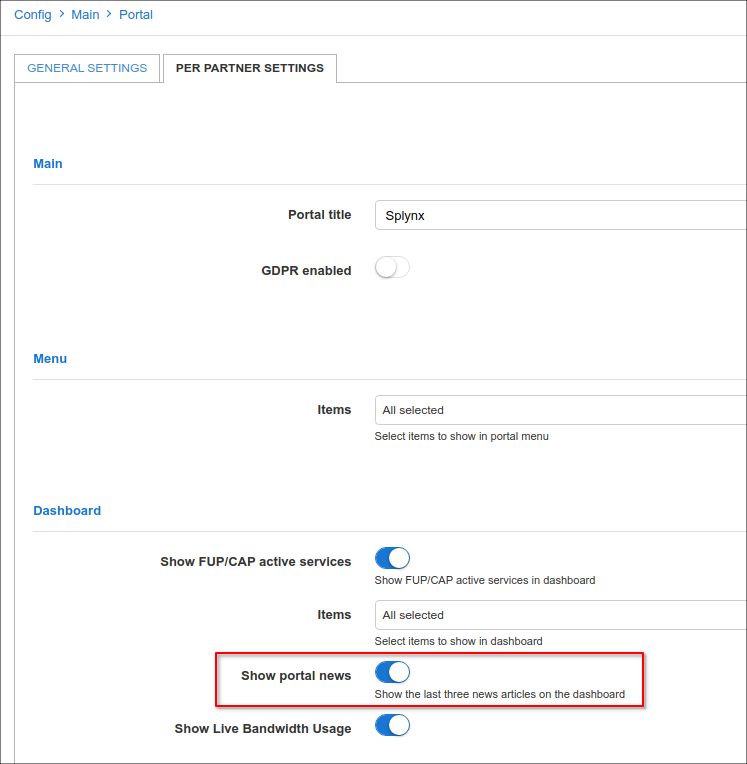 Config > Main > Portal
GENERAL SETTINGS PER PARTNER SETTINGS
Main
Portal title Splynx
GDPR enabled
Menu
Items All selected
Select items to show in portal menu
Dashboard
Show FUP/CAP active services
Show FUP/CAP active services in dashboard
Items All selected
Select items to show in dashboard
Show portal news
Show the last three news articles on the dashboard
Show Live Bandwidth Usage